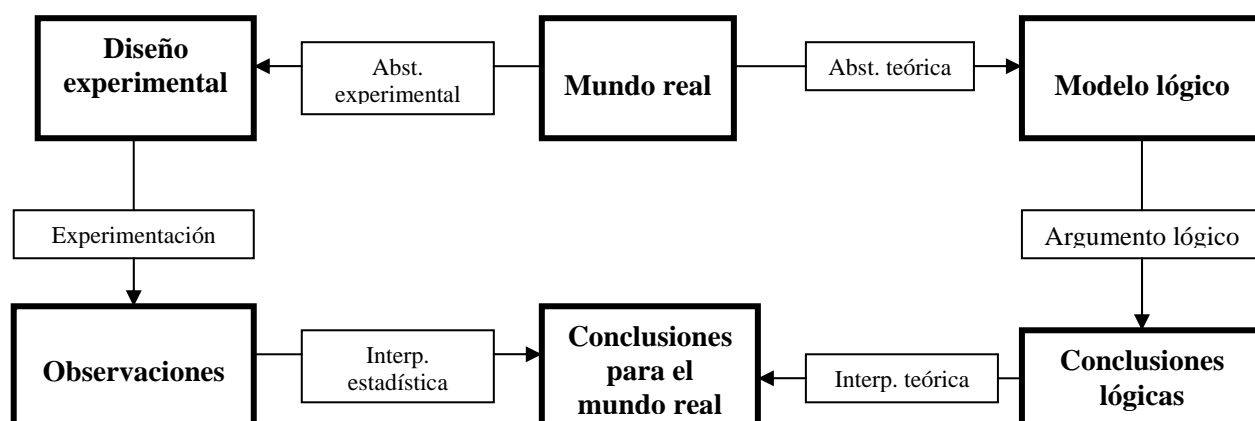 Diseño
experimental
Abst.
experimental
Mundo real
Abst. teórica
Modelo lógico
Experimentación
Argumento lógico
Observaciones
Interp.
estadística
Conclusiones
para el
mundo real
Interp. teórica
Conclusiones
lógicas